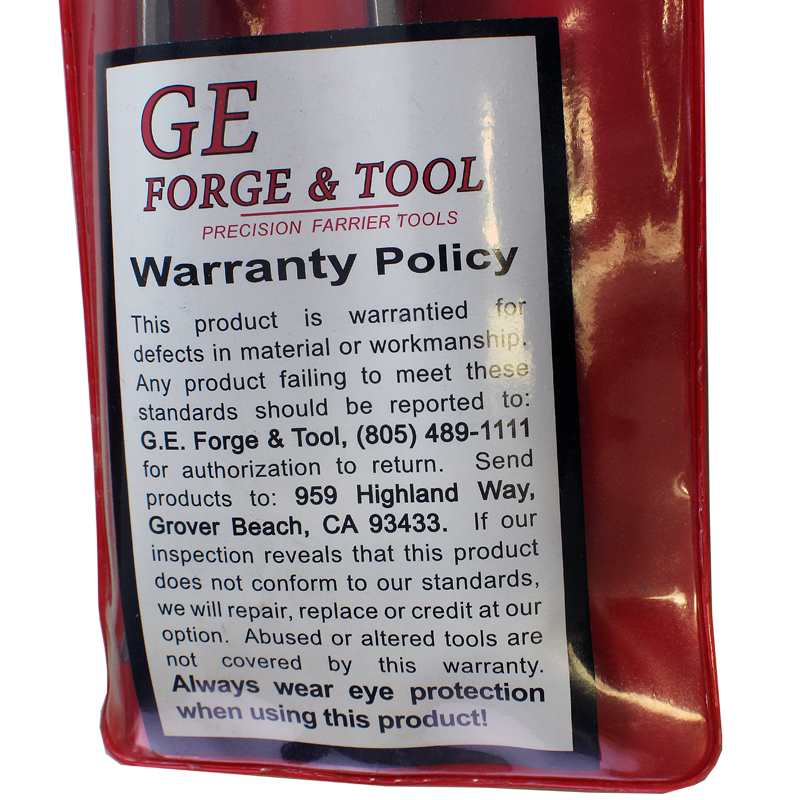 GE
FORGE & TOOL
PRECISION FARRIER TOOLS
Warranty Policy
This product is warrantied for
defects in material or workmanship.
Any product failing to meet these
standards should be reported to:
G.E. Forge & Tool, (805) 489-1111
for authorization to return. Send
products to: 959 Highland Way,
Grover Beach, CA 93433. If our
inspection reveals that this product
does not conform to our standards,
we will repair, replace or credit at our
option. Abused or altered tools are
not covered by this warranty.
Always wear eye protection
when using this product!